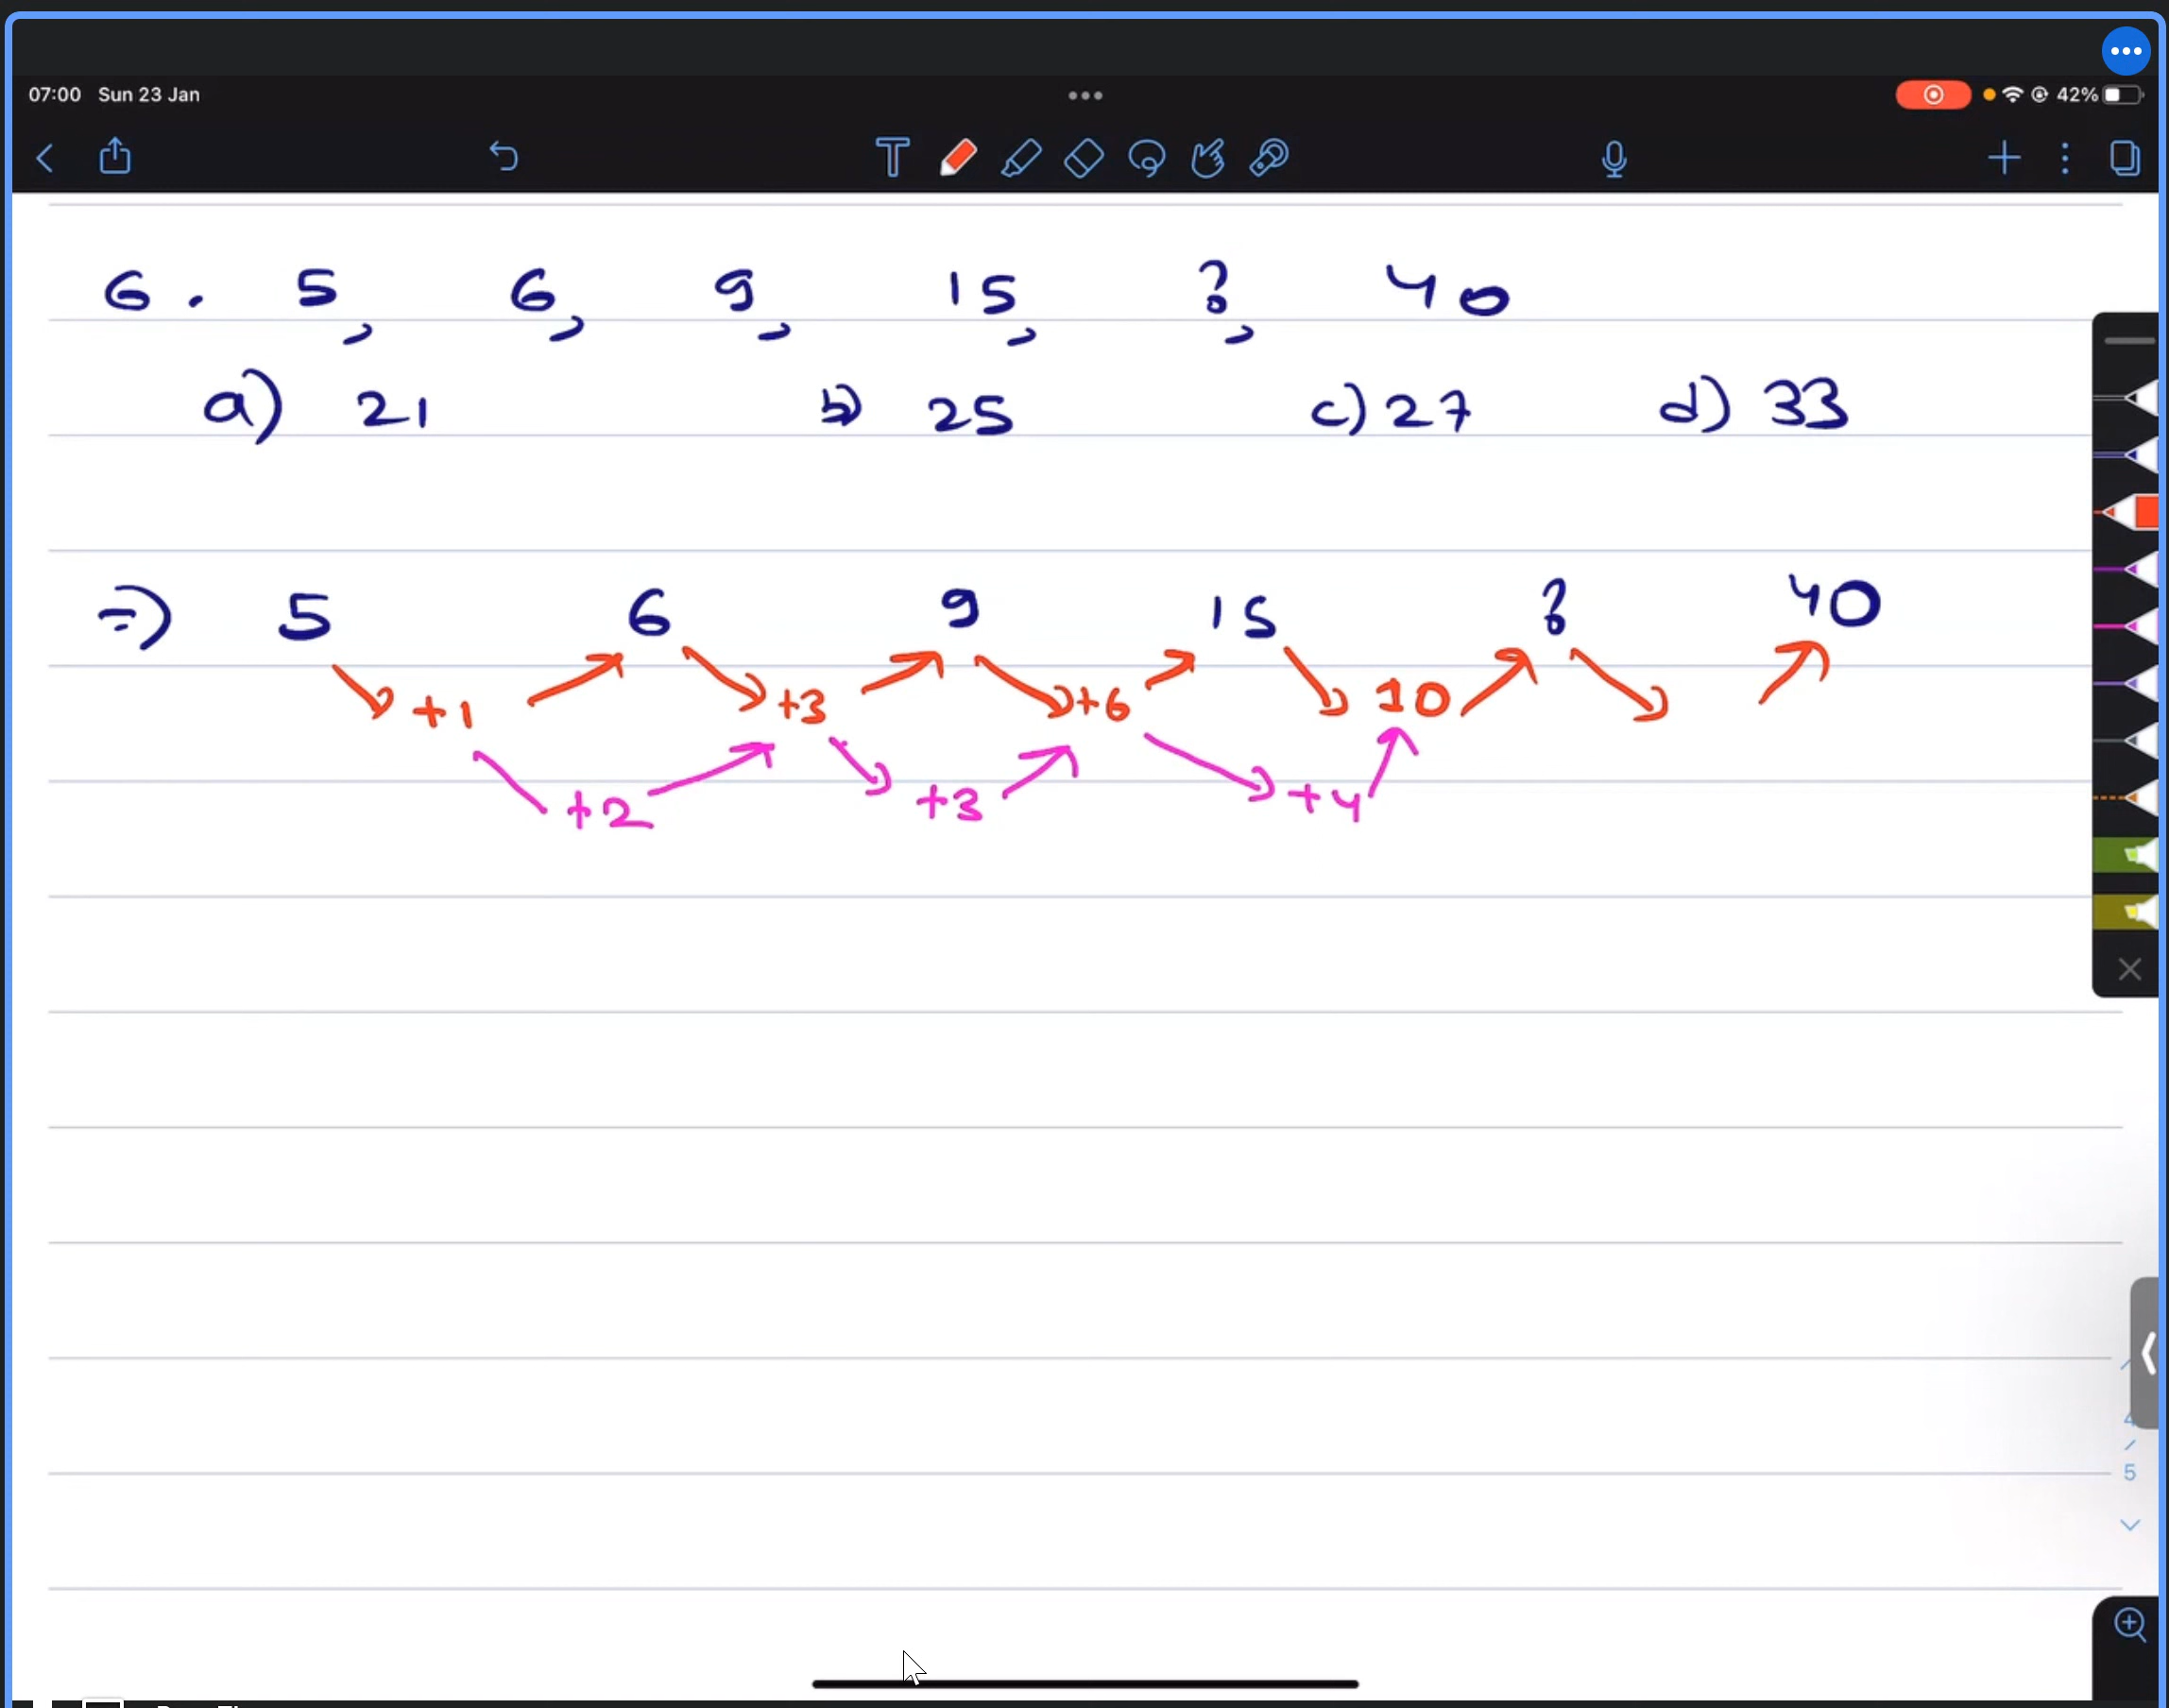 07:00 Sun 23 Jan 42%
6. 5, 6, 9, 15, ?, 40
a) 21 b) 25 c) 27 d) 33
⇒ 5 6 9 15 ? 40
+1 +3 +6 10
+2 +3 +4
5